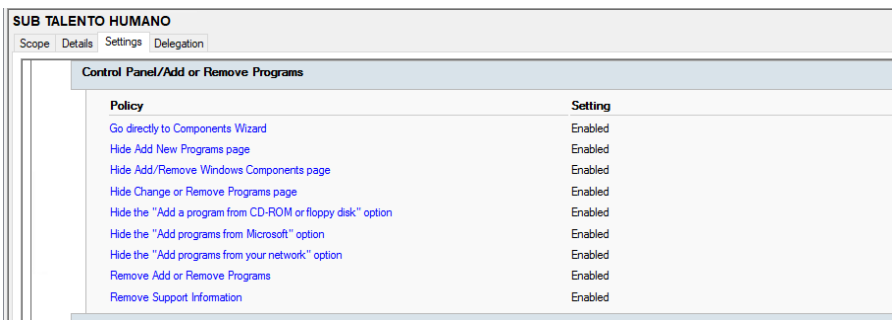 SUB TALENTO HUMANO
Scope Details Settings Delegation
Control Panel/Add or Remove Programs
Policy Setting
Go directly to Components Wizard Enabled
Hide Add New Programs page Enabled
Hide Add/Remove Windows Components page Enabled
Hide Change or Remove Programs page Enabled
Hide the "Add a program from CD-ROM or floppy disk" option Enabled
Hide the "Add programs from Microsoft" option Enabled
Hide the "Add programs from your network" option Enabled
Remove Add or Remove Programs Enabled
Remove Support Information Enabled